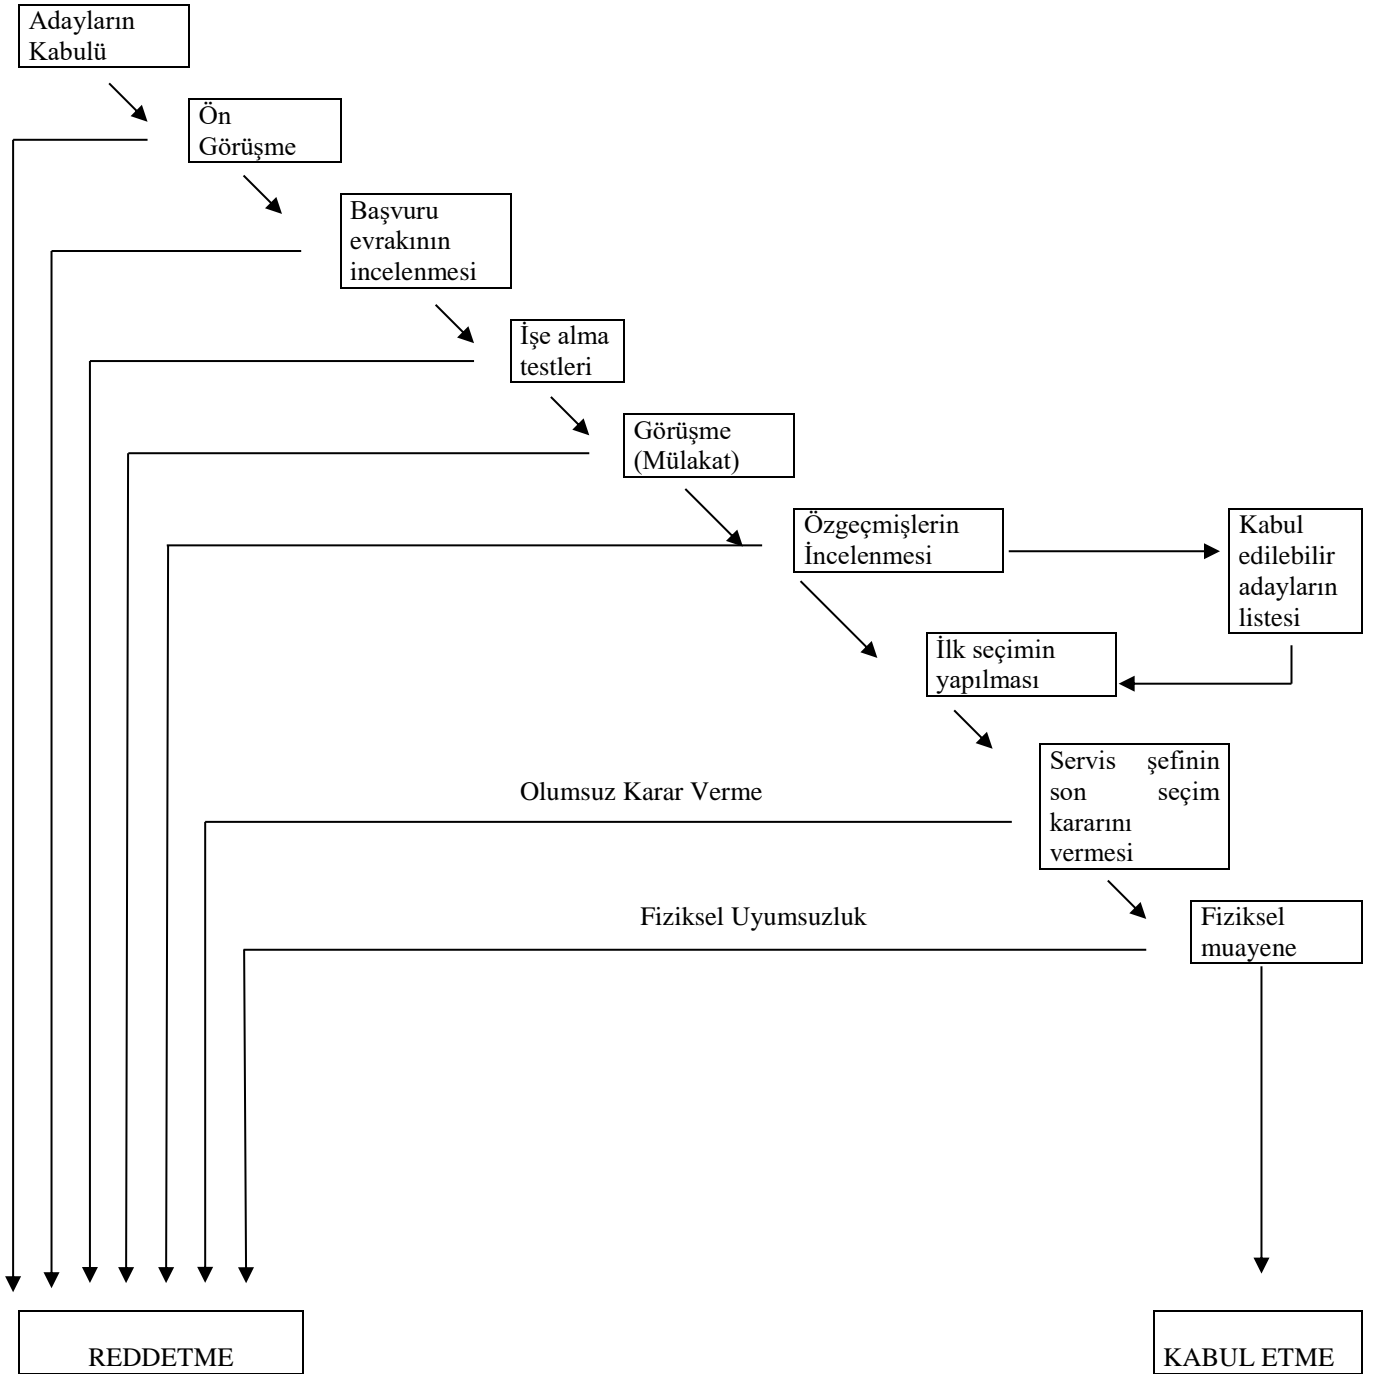 Adayların
Kabulü
Ön
Görüşme
Başvuru
evrakının
incelenmesi
İşe alma
testleri
Görüşme
(Mülakat)
Özgeçmişlerin
İncelenmesi
Kabul
edilebilir
adayların
listesi
İlk seçimin
yapılması
Servis şefinin
son seçim
kararını
vermesi
Olumsuz Karar Verme
Fiziksel
muayene
Fiziksel Uyumsuzluk
REDDETME
KABUL ETME